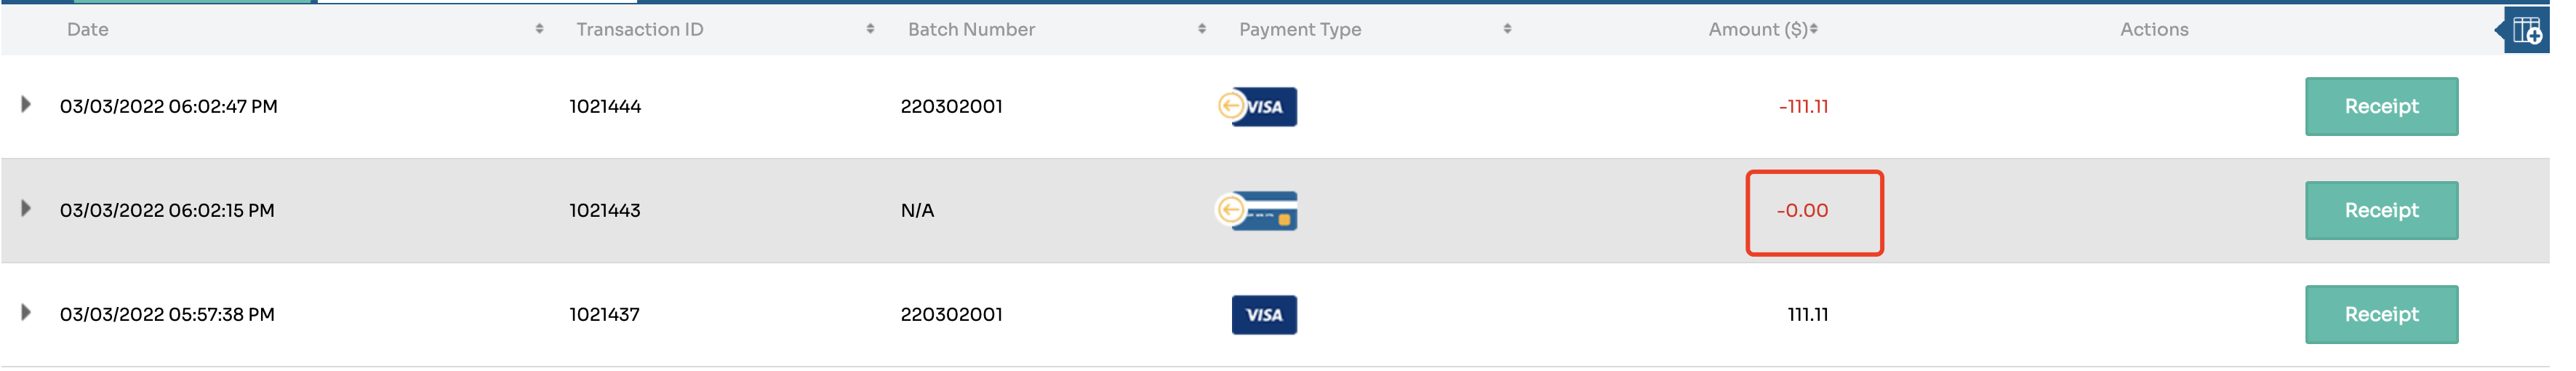 Date Transaction ID Batch Number Payment Type Amount ($) Actions
03/03/2022 06:02:47 PM 1021444 220302001 VISA -111.11 Receipt
03/03/2022 06:02:15 PM 1021443 N/A -0.00 Receipt
03/03/2022 05:57:38 PM 1021437 220302001 VISA 111.11 Receipt